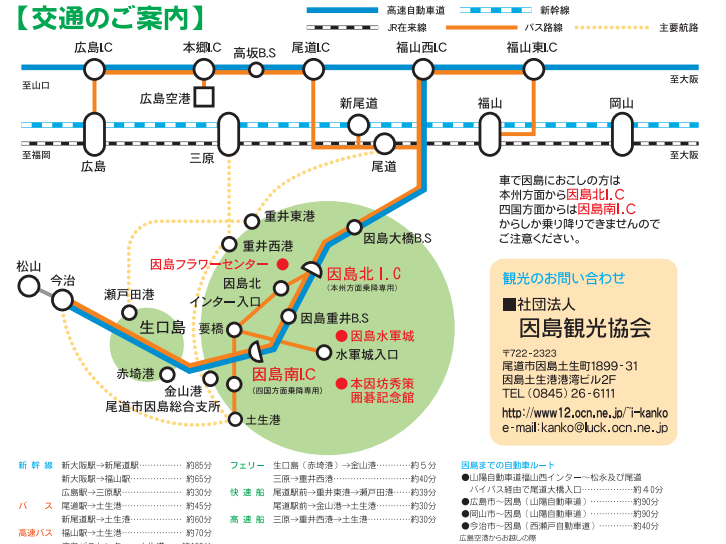 【交通のご案内】
高速自動車道
新幹線
JR在来線
バス路線
主要航路
広島I.C
本郷I.C
高坂B.S
尾道I.C
福山西I.C
福山東I.C
至山口
至大阪
広島空港
新尾道
福山
岡山
至福岡
広島
三原
尾道
至大阪
車で因島におこしの方は
本州方面から因島北I.C
四国方面からは因島南I.C
からしか乗り降りできませんので
ご注意ください。
重井東港
重井西港
因島大橋B.S
因島フラワーセンター
因島北I.C
(本州方面乗降専用)
松山
今治
瀬戸田港
因島北
インター入口
生口島
要橋
因島重井B.S
因島水軍城
水軍城入口
赤埼港
金山港
因島南I.C
(四国方面乗降専用)
本因坊秀策
囲碁記念館
尾道市因島総合支所
土生港
観光のお問い合わせ
■社団法人
因島観光協会
〒722-2323
尾道市因島土生町1899-31
因島土生港港湾ビル2F
TEL(0845)26-6111
http://www12.ocn.ne.jp/~i-kanko
e-mail:kanko@luck.ocn.ne.jp
新幹線 新大阪駅→新尾道駅 約85分
新大阪駅→福山駅 約65分
広島駅→三原駅 約30分
バス 尾道駅→土生港 約45分
新尾道駅→土生港 約60分
高速バス 福山駅→土生港 約70分
フェリー 生口島(赤埼港)→金山港 約5分
三原→重井西港 約40分
快速船 尾道駅前→重井東港→瀬戸田港 約39分
尾道駅前→金山港→土生港 約30分
高速船 三原→重井西港→土生港 約30分
因島までの自動車ルート
●山陽自動車道福山西インター〜松永及び尾道
バイパス経由で尾道大橋入口 約40分
●広島市〜因島(山陽自動車道) 約90分
●岡山市〜因島(山陽自動車道) 約90分
●今治市〜因島(西瀬戸自動車道) 約40分
広島空港からお越しの際